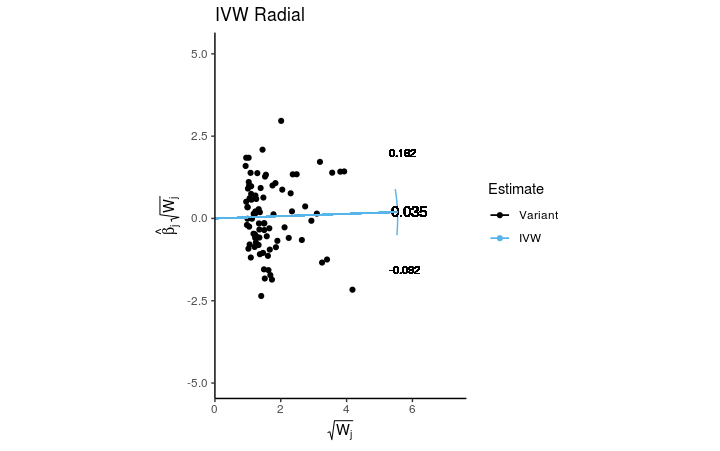 IVW Radial
5.0
2.5
0.0
-2.5
-5.0
β̂ⱼ√Wⱼ
0.162
0.035
-0.092
0
2
4
6
√Wⱼ
Estimate
Variant
IVW